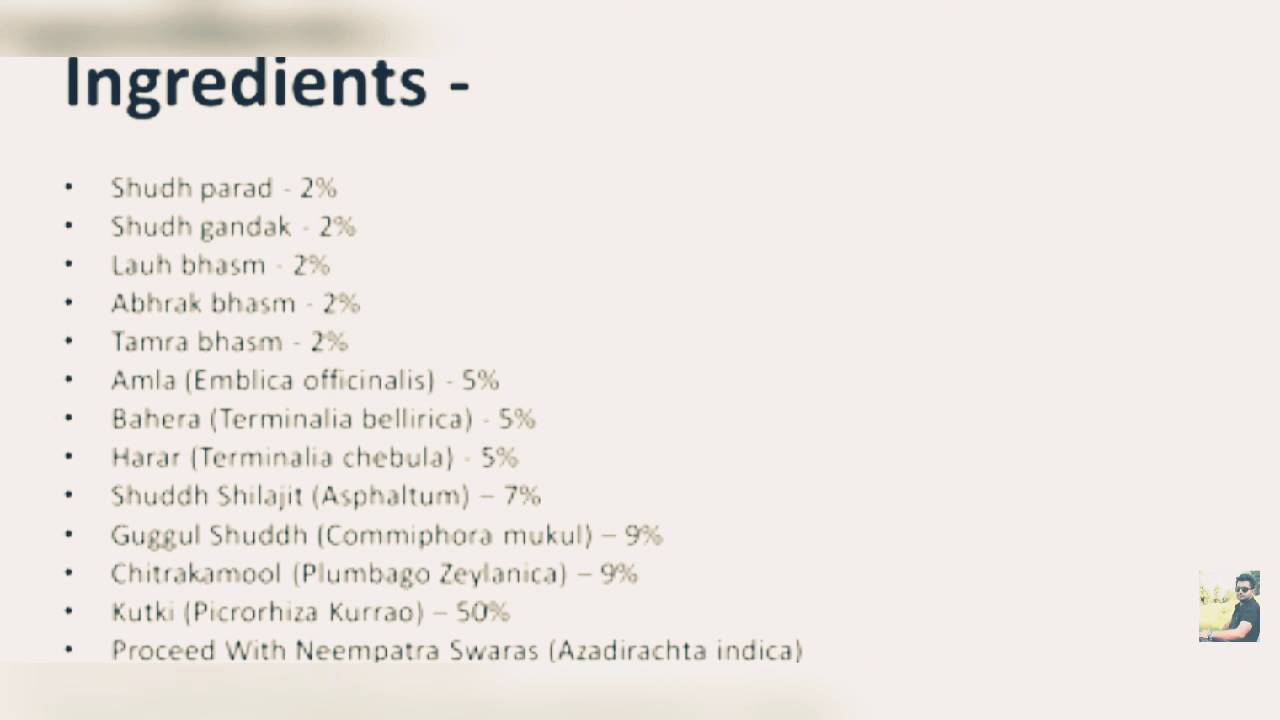 Ingredients -
• Shudh parad - 2%
• Shudh gandak - 2%
• Lauh bhasm - 2%
• Abhrak bhasm - 2%
• Tamra bhasm - 2%
• Amla (Emblica officinalis) - 5%
• Bahera (Terminalia bellirica) - 5%
• Harar (Terminalia chebula) - 5%
• Shuddh Shilajit (Asphaltum) – 7%
• Guggul Shuddh (Commiphora mukul) – 9%
• Chitrakamool (Plumbago Zeylanica) – 9%
• Kutki (Picrorhiza Kurrao) – 50%
• Proceed With Neempatra Swaras (Azadirachta indica)